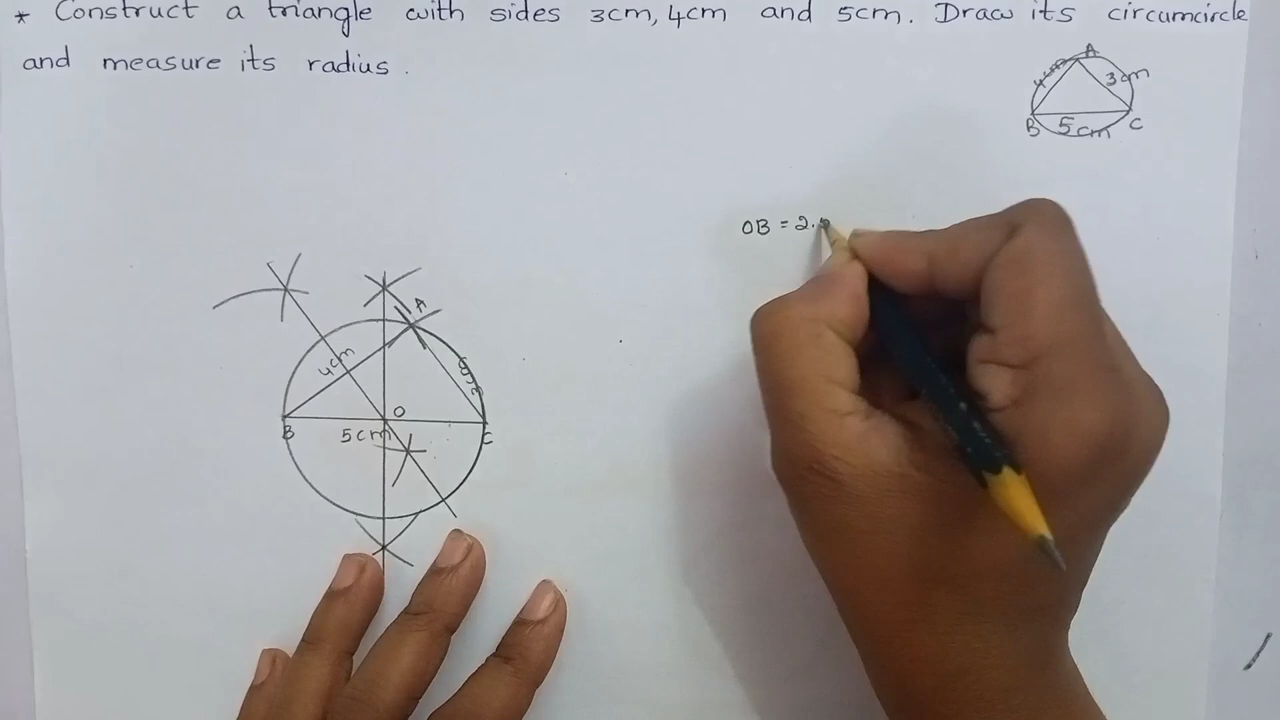 * Construct a triangle with sides 3cm, 4cm and 5cm. Draw its circumcircle
and measure its radius.
A
4cm
3cm
B
5cm
C
OB = 2.
A
4cm
3cm
O
B
5cm
C